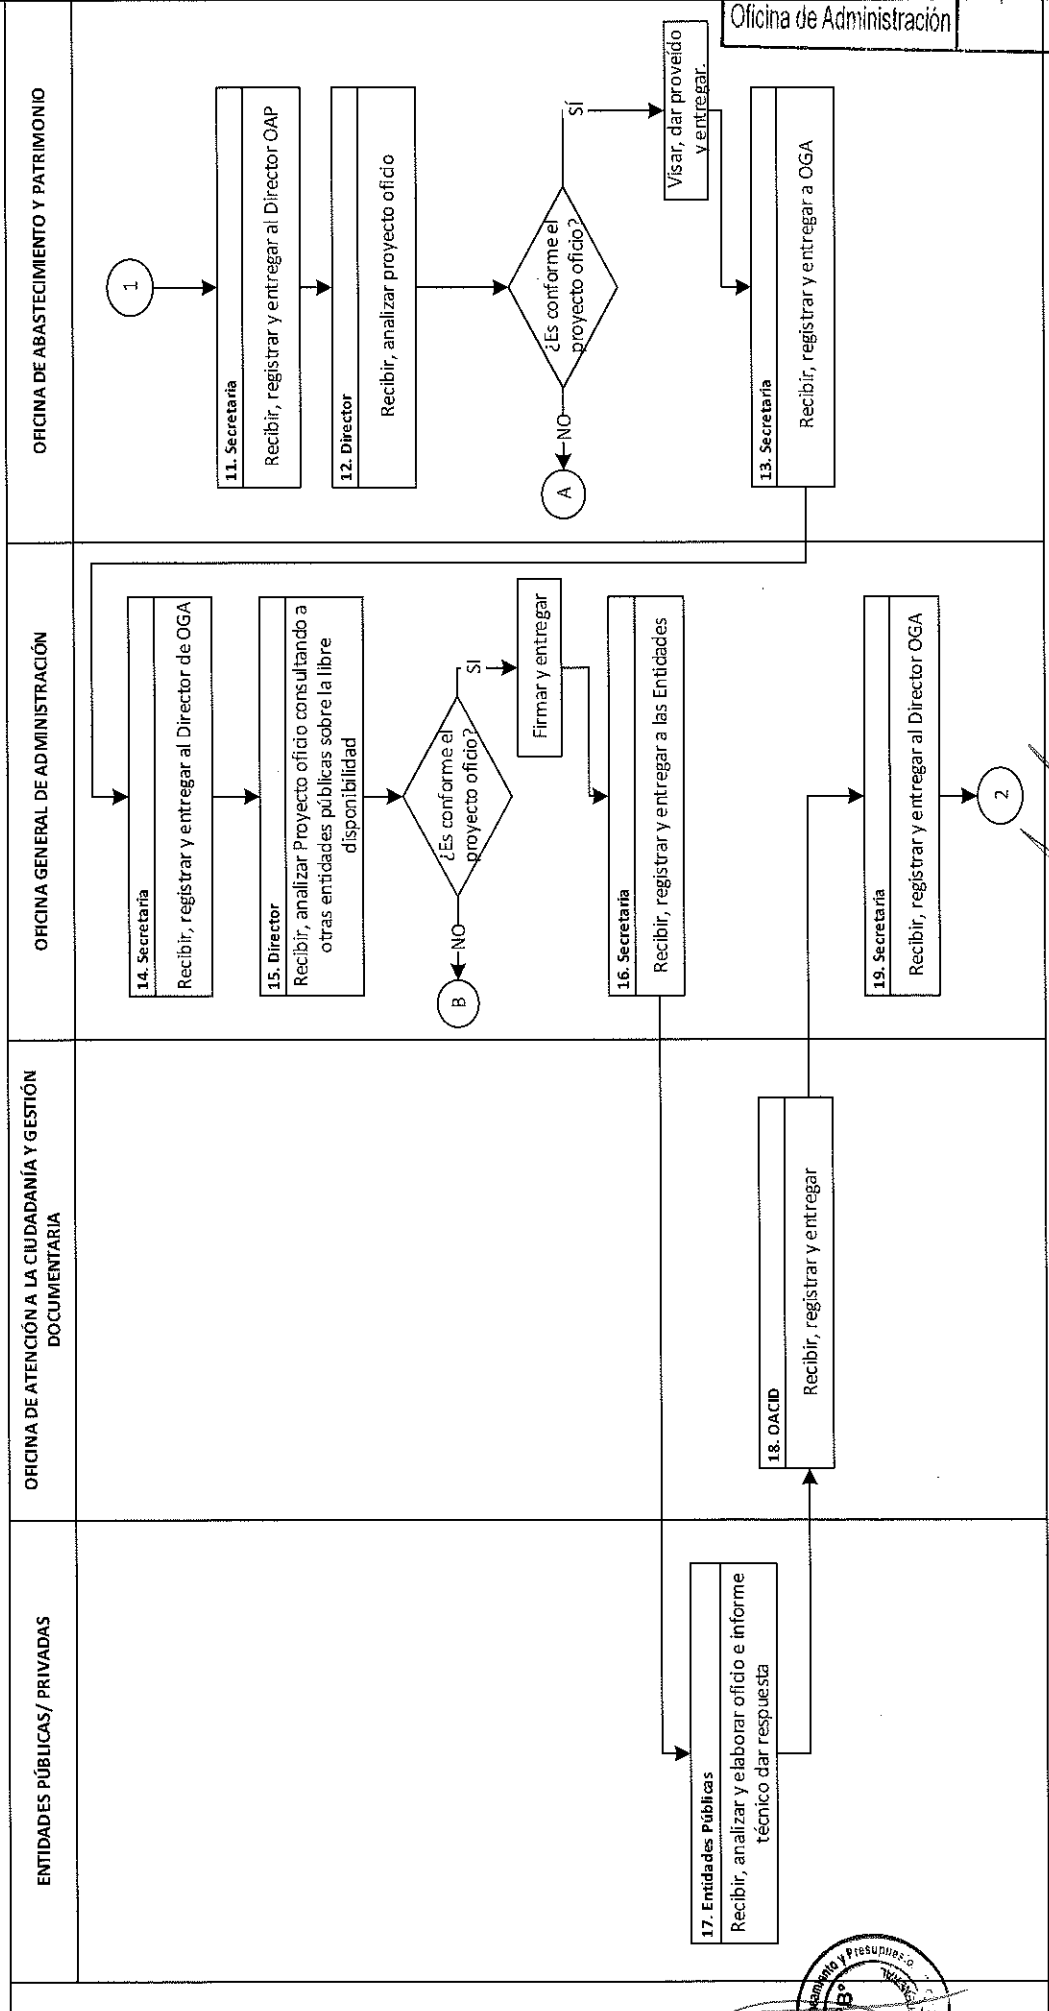 Oficina de Administración
ENTIDADES PÚBLICAS/ PRIVADAS
OFICINA DE ATENCIÓN A LA CIUDADANÍA Y GESTIÓN
DOCUMENTARIA
OFICINA GENERAL DE ADMINISTRACIÓN
OFICINA DE ABASTECIMIENTO Y PATRIMONIO
1
11. Secretaria
Recibir, registrar y entregar al Director OAP
12. Director
Recibir, analizar proyecto oficio
¿Es conforme el
proyecto oficio?
NO
A
SÍ
Visar, dar proveído
y entregar.
13. Secretaria
Recibir, registrar y entregar a OGA
14. Secretaria
Recibir, registrar y entregar al Director de OGA
15. Director
Recibir, analizar Proyecto oficio consultando a
otras entidades públicas sobre la libre
disponibilidad
¿Es conforme el
proyecto oficio?
NO
B
SI
Firmar y entregar
16. Secretaria
Recibir, registrar y entregar a las Entidades
17. Entidades Públicas
Recibir, analizar y elaborar oficio e informe
técnico dar respuesta
18. OACID
Recibir, registrar y entregar
19. Secretaria
Recibir, registrar y entregar al Director OGA
2
y Presupues
B°